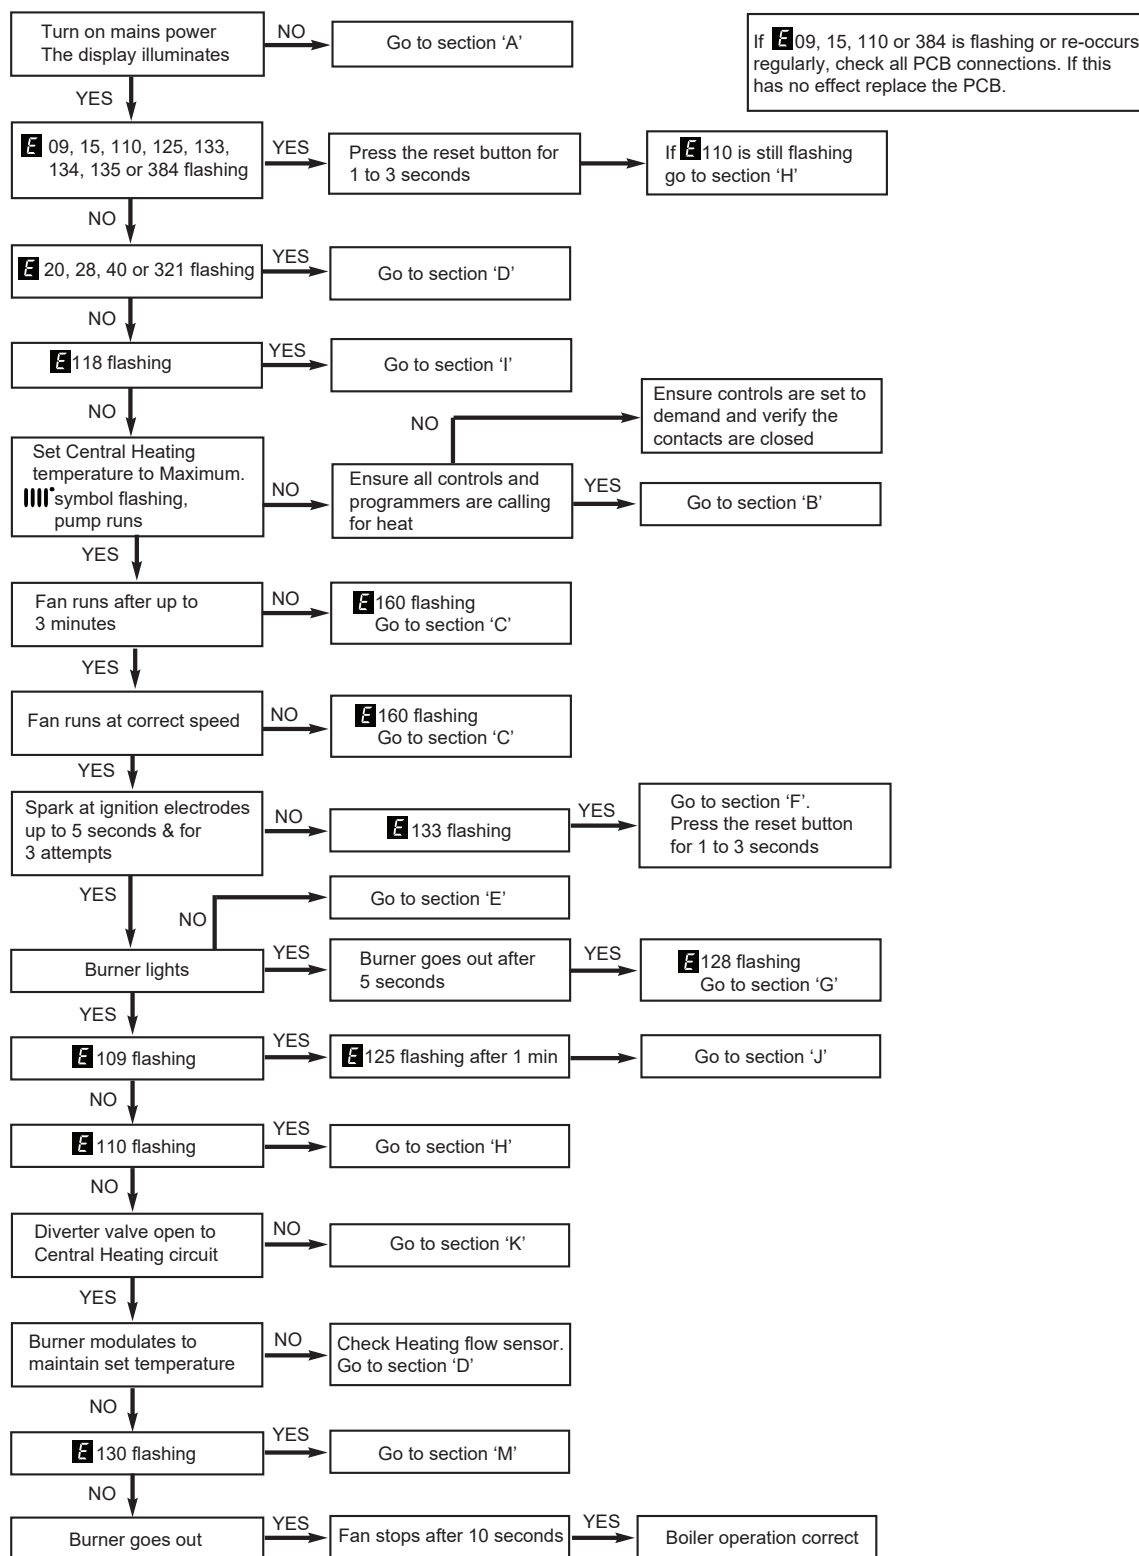 Turn on mains power
The display illuminates
NO
Go to section ‘A’
If E 09, 15, 110 or 384 is flashing or re-occurs
regularly, check all PCB connections. If this
has no effect replace the PCB.
YES
E 09, 15, 110, 125, 133,
134, 135 or 384 flashing
YES
Press the reset button for
1 to 3 seconds
If E 110 is still flashing
go to section ‘H’
NO
E 20, 28, 40 or 321 flashing
YES
Go to section ‘D’
NO
E 118 flashing
YES
Go to section ‘I’
NO
Set Central Heating
temperature to Maximum.
symbol flashing,
pump runs
NO
Ensure all controls and
programmers are calling
for heat
NO
Ensure controls are set to
demand and verify the
contacts are closed
YES
Go to section ‘B’
YES
Fan runs after up to
3 minutes
NO
E 160 flashing
Go to section ‘C’
YES
Fan runs at correct speed
NO
E 160 flashing
Go to section ‘C’
YES
Spark at ignition electrodes
up to 5 seconds & for
3 attempts
NO
E 133 flashing
YES
Go to section ‘F’.
Press the reset button
for 1 to 3 seconds
YES
NO
Go to section ‘E’
Burner lights
YES
Burner goes out after
5 seconds
YES
E 128 flashing
Go to section ‘G’
YES
E 109 flashing
YES
E 125 flashing after 1 min
Go to section ‘J’
NO
E 110 flashing
YES
Go to section ‘H’
NO
Diverter valve open to
Central Heating circuit
NO
Go to section ‘K’
YES
Burner modulates to
maintain set temperature
NO
Check Heating flow sensor.
Go to section ‘D’
NO
E 130 flashing
YES
Go to section ‘M’
NO
Burner goes out
YES
Fan stops after 10 seconds
YES
Boiler operation correct